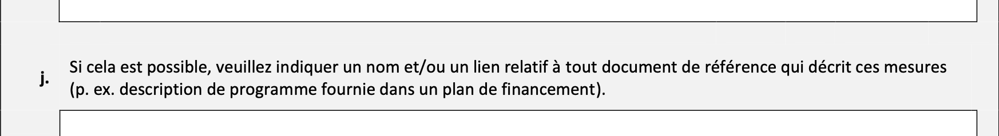 j. Si cela est possible, veuillez indiquer un nom et/ou un lien relatif à tout document de référence qui décrit ces mesures
(p. ex. description de programme fournie dans un plan de financement).